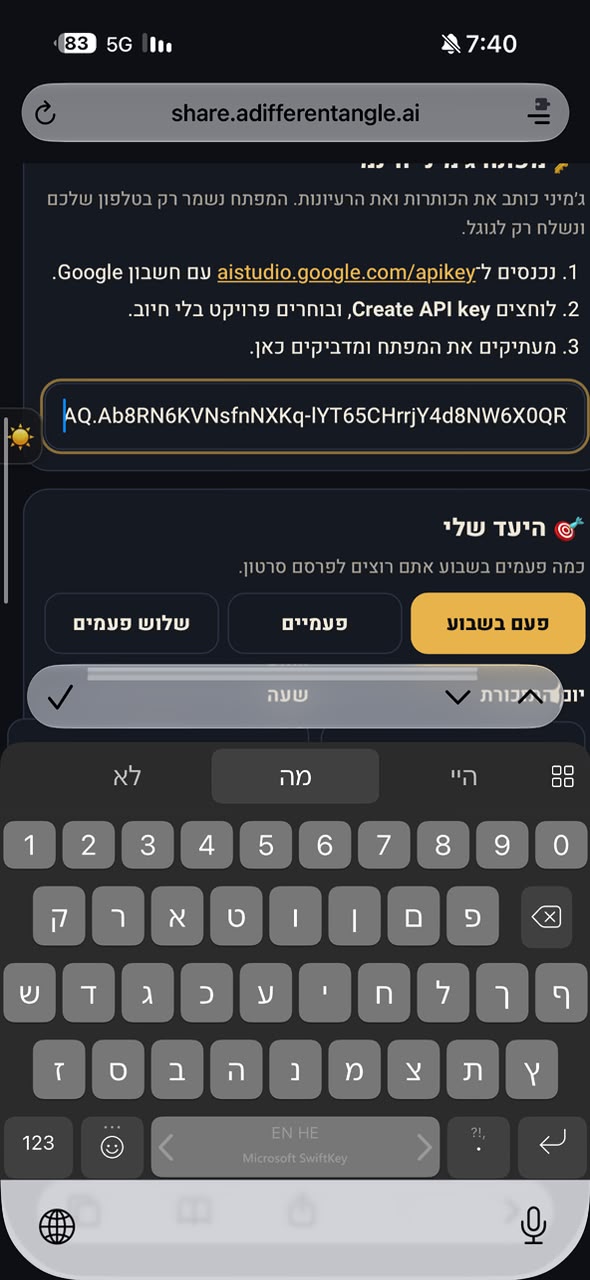 83 5G 7:40
share.adifferentangle.ai
ג׳מיני כותב את הכותרות ואת הרעיונות. המפתח נשמר רק בטלפון שלכם
ונשלח רק לגוגל.
1. נכנסים ל־aistudio.google.com/apikey עם חשבון Google.
2. לוחצים Create API key, ובוחרים פרויקט בלי חיוב.
3. מעתיקים את המפתח ומדביקים כאן.
AQ.Ab8RN6KVNsfnNXKq-lYT65CHrrjY4d8NW6X0QR
היעד שלי
כמה פעמים בשבוע אתם רוצים לפרסם סרטון.
פעם בשבוע
פעמיים
שלוש פעמים
יום
שעה
היי
מה
לא
1 2 3 4 5 6 7 8 9 0
ק ר א ט ו ן ם פ
ש ד ג כ ע י ח ל ך ף
ז ס ב ה נ מ צ ת ץ
123
EN HE
Microsoft SwiftKey
?!,
.